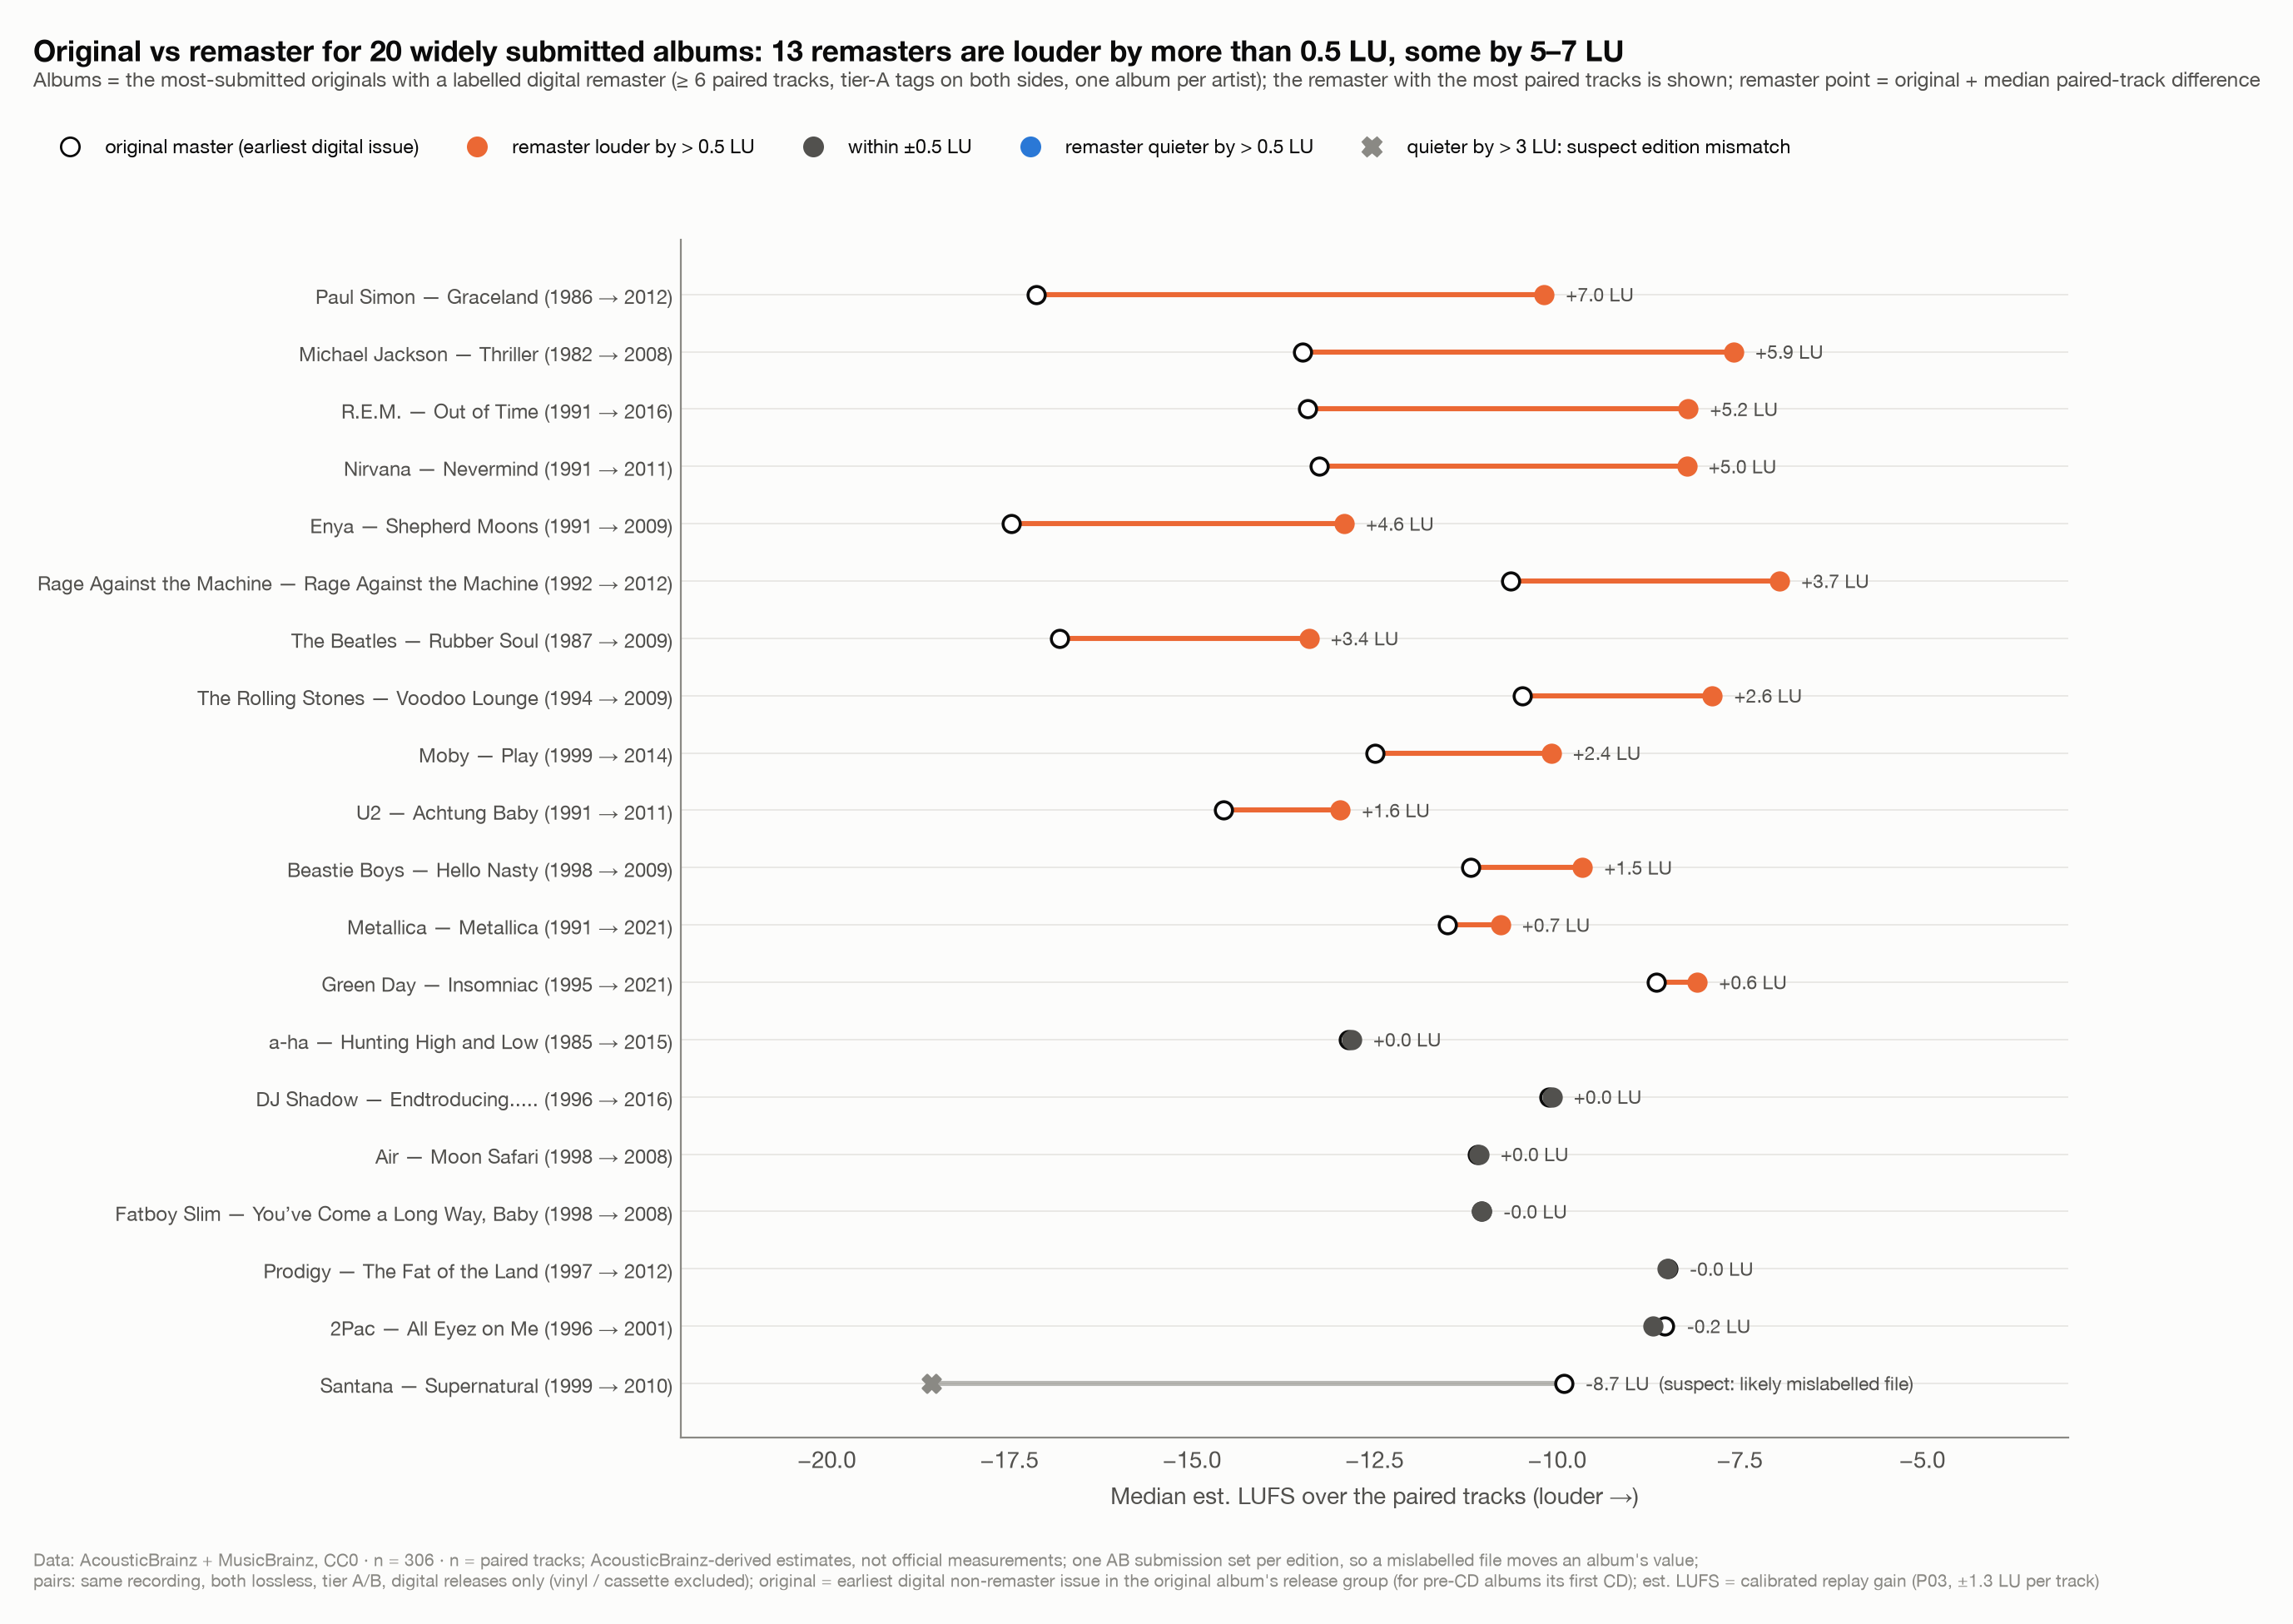 Original vs remaster for 20 widely submitted albums: 13 remasters are louder by more than 0.5 LU, some by 5–7 LU
Albums = the most-submitted originals with a labelled digital remaster (≥ 6 paired tracks, tier-A tags on both sides, one album per artist); the remaster with the most paired tracks is shown; remaster point = original + median paired-track difference
original master (earliest digital issue)
remaster louder by > 0.5 LU
within ±0.5 LU
remaster quieter by > 0.5 LU
quieter by > 3 LU: suspect edition mismatch
Paul Simon — Graceland (1986 → 2012) +7.0 LU
Michael Jackson — Thriller (1982 → 2008) +5.9 LU
R.E.M. — Out of Time (1991 → 2016) +5.2 LU
Nirvana — Nevermind (1991 → 2011) +5.0 LU
Enya — Shepherd Moons (1991 → 2009) +4.6 LU
Rage Against the Machine — Rage Against the Machine (1992 → 2012) +3.7 LU
The Beatles — Rubber Soul (1987 → 2009) +3.4 LU
The Rolling Stones — Voodoo Lounge (1994 → 2009) +2.6 LU
Moby — Play (1999 → 2014) +2.4 LU
U2 — Achtung Baby (1991 → 2011) +1.6 LU
Beastie Boys — Hello Nasty (1998 → 2009) +1.5 LU
Metallica — Metallica (1991 → 2021) +0.7 LU
Green Day — Insomniac (1995 → 2021) +0.6 LU
a-ha — Hunting High and Low (1985 → 2015) +0.0 LU
DJ Shadow — Endtroducing..... (1996 → 2016) +0.0 LU
Air — Moon Safari (1998 → 2008) +0.0 LU
Fatboy Slim — You’ve Come a Long Way, Baby (1998 → 2008) -0.0 LU
Prodigy — The Fat of the Land (1997 → 2012) -0.0 LU
2Pac — All Eyez on Me (1996 → 2001) -0.2 LU
Santana — Supernatural (1999 → 2010) -8.7 LU (suspect: likely mislabelled file)
−20.0 −17.5 −15.0 −12.5 −10.0 −7.5 −5.0
Median est. LUFS over the paired tracks (louder →)
Data: AcousticBrainz + MusicBrainz, CC0 · n = 306 · n = paired tracks; AcousticBrainz-derived estimates, not official measurements; one AB submission set per edition, so a mislabelled file moves an album's value;
pairs: same recording, both lossless, tier A/B, digital releases only (vinyl / cassette excluded); original = earliest digital non-remaster issue in the original album's release group (for pre-CD albums its first CD); est. LUFS = calibrated replay gain (P03, ±1.3 LU per track)